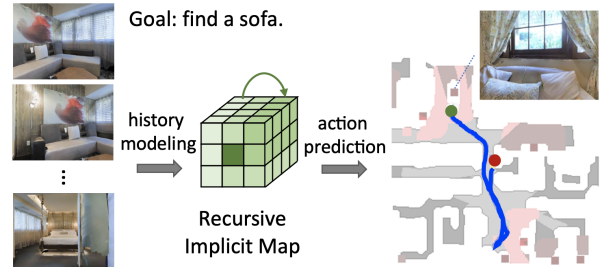 Goal: find a sofa.
history
modeling
action
prediction
Recursive
Implicit Map